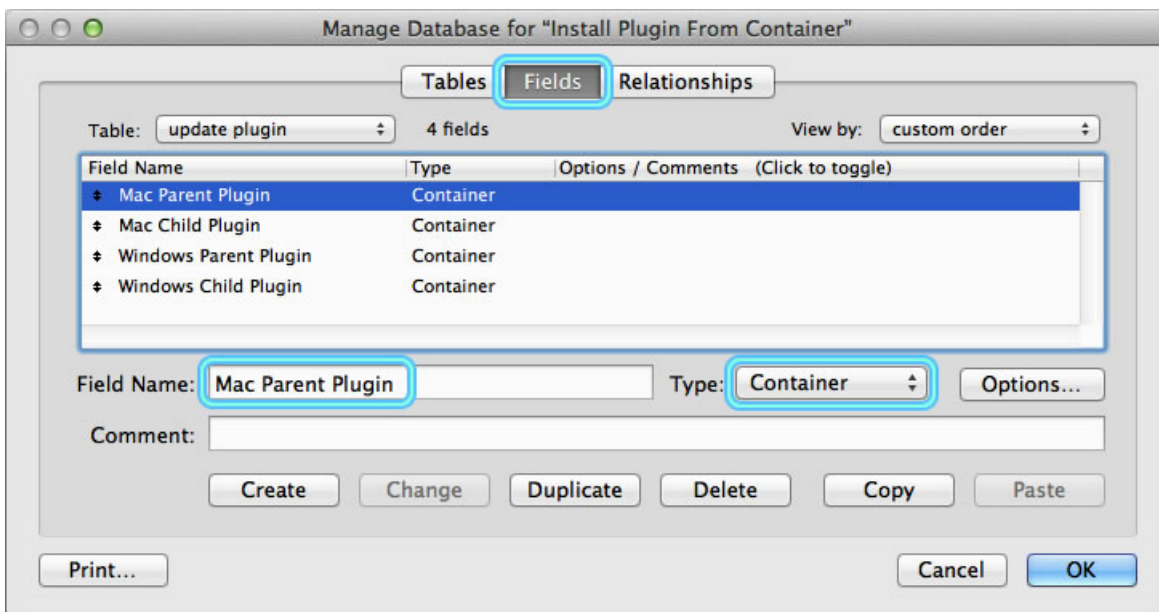 Manage Database for “Install Plugin From Container”
Tables Fields Relationships
Table: update plugin 4 fields View by: custom order
Field Name Type Options / Comments (Click to toggle)
Mac Parent Plugin Container
Mac Child Plugin Container
Windows Parent Plugin Container
Windows Child Plugin Container
Field Name: Mac Parent Plugin Type: Container Options...
Comment:
Create Change Duplicate Delete Copy Paste
Print... Cancel OK